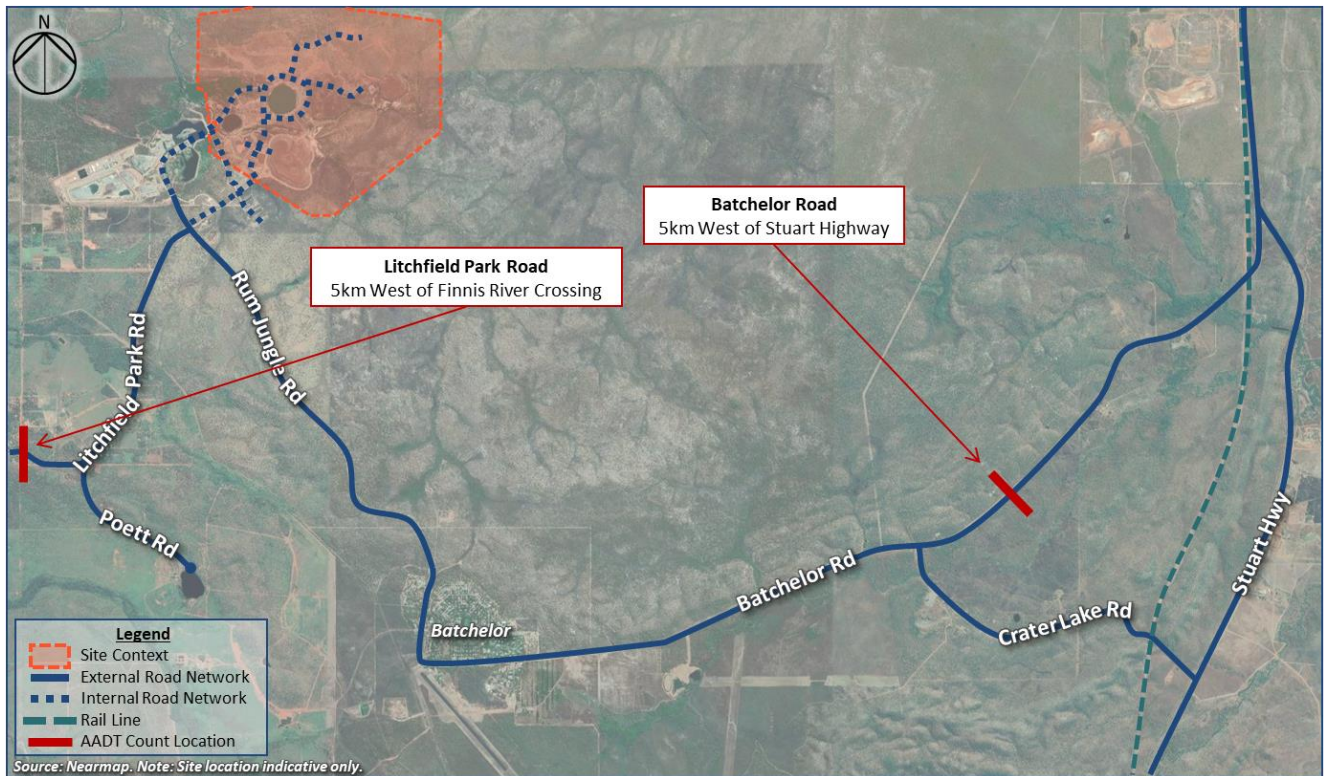 N
Batchelor Road
5km West of Stuart Highway
Litchfield Park Road
5km West of Finnis River Crossing
Rum Jungle Rd
Litchfield Park Rd
Poett Rd
Batchelor
Batchelor Rd
Crater Lake Rd
Stuart Hwy
Legend
Site Context
External Road Network
Internal Road Network
Rail Line
AADT Count Location
Source: Nearmap. Note: Site location indicative only.